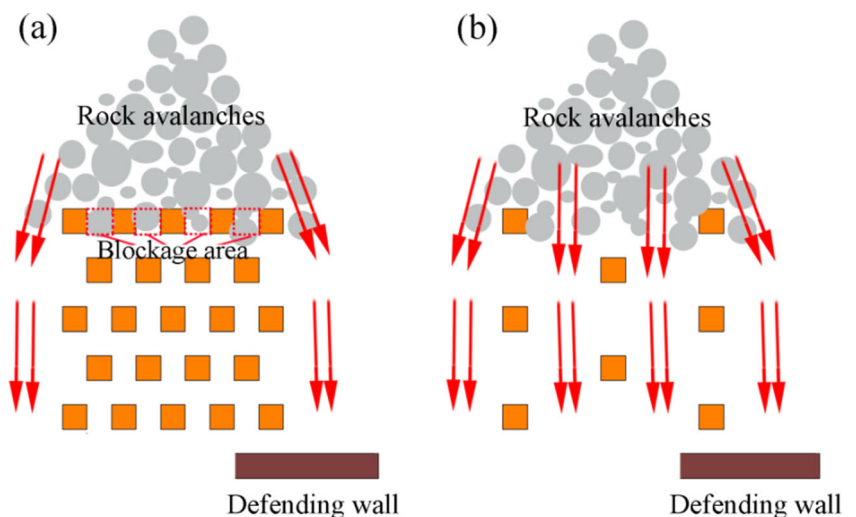 (a)
Rock avalanches
Blockage area
Defending wall
(b)
Rock avalanches
Defending wall